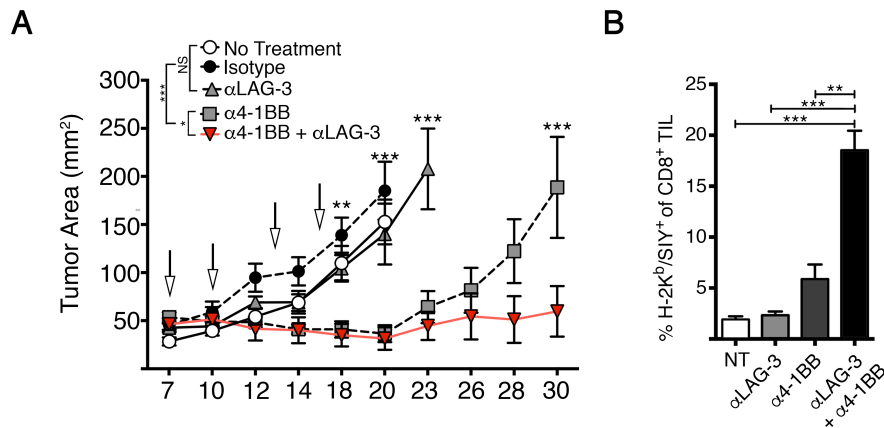 A
No Treatment
Isotype
αLAG-3
α4-1BB
α4-1BB + αLAG-3
NS
***
*
Tumor Area (mm²)
300
250
200
150
100
50
**
***
***
***
7 10 12 14 18 20 23 26 28 30
B
% H-2Kᵇ/SIY⁺ of CD8⁺ TIL
25
20
15
10
5
**
***
***
NT
αLAG-3
α4-1BB
αLAG-3
+ α4-1BB